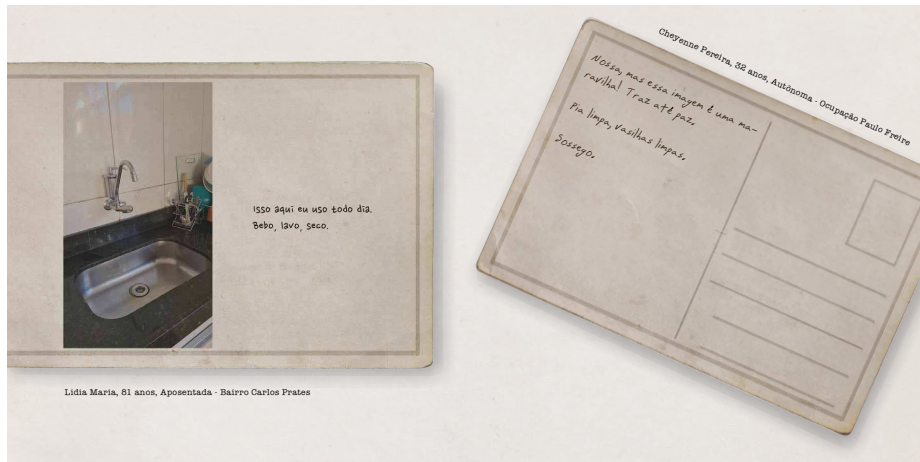 Isso aqui eu uso todo dia.
Bebo, lavo, seco.
Lidia Maria, 81 anos, Aposentada - Bairro Carlos Prates
Cheyenne Pereira, 32 anos, Autônoma - Ocupação Paulo Freire
Nossa, mas essa imagem é uma ma-
ravilha! Traz até paz.
Pia limpa, vasilhas limpas.
Sossego.